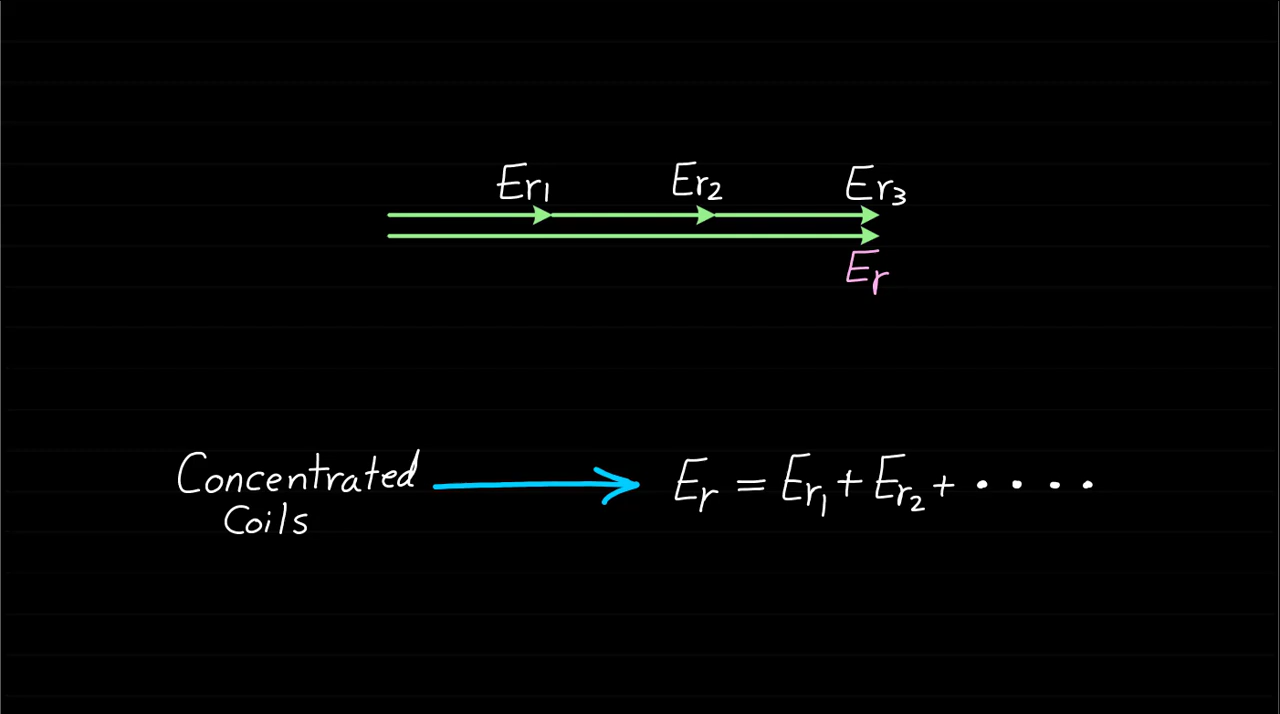 Er1 Er2 Er3
Er
Concentrated
Coils
Er = Er1 + Er2 + ....